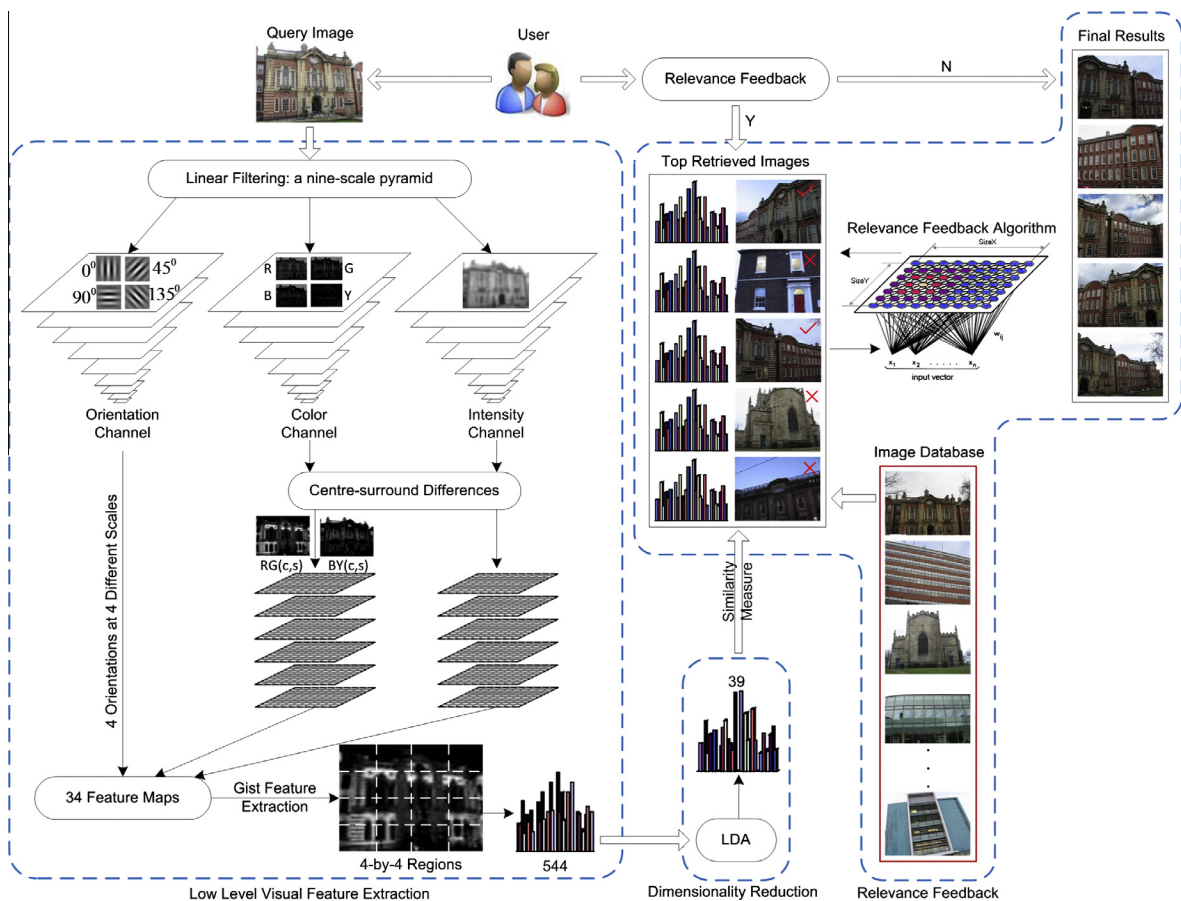 Query Image
User
Relevance Feedback
N
Y
Final Results
Linear Filtering: a nine-scale pyramid
0⁰
45⁰
90⁰
135⁰
R
G
B
Y
Orientation
Channel
Color
Channel
Intensity
Channel
Centre-surround Differences
RG(c,s)
BY(c,s)
4 Orientations at 4 Different Scales
34 Feature Maps
Gist Feature
Extraction
4-by-4 Regions
544
Low Level Visual Feature Extraction
39
LDA
Dimensionality Reduction
Similarity
Measure
Top Retrieved Images
Relevance Feedback Algorithm
SizeX
SizeY
wij
x1 x2 . . . . . . xn
input vector
Image Database
Relevance Feedback